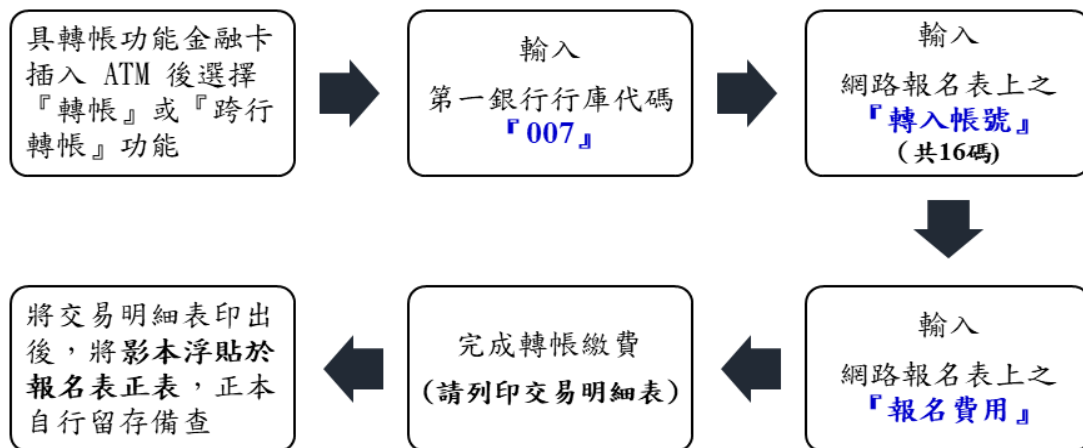 具轉帳功能金融卡
插入 ATM 後選擇
『轉帳』或『跨行
轉帳』功能
輸入
第一銀行行庫代碼
『007』
輸入
網路報名表上之
『轉入帳號』
(共16碼)
輸入
網路報名表上之
『報名費用』
完成轉帳繳費
(請列印交易明細表)
將交易明細表印出
後，將影本浮貼於
報名表正表，正本
自行留存備查